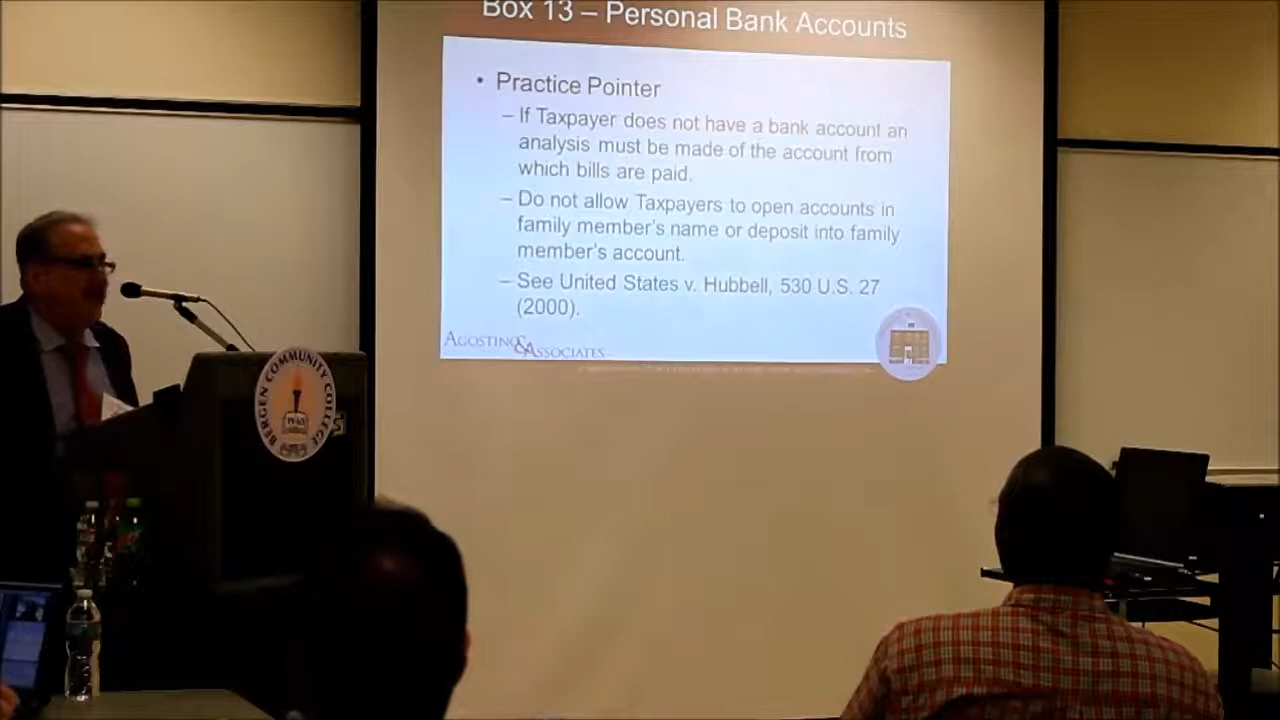 Box 13 – Personal Bank Accounts
• Practice Pointer
– If Taxpayer does not have a bank account an
analysis must be made of the account from
which bills are paid.
– Do not allow Taxpayers to open accounts in
family member's name or deposit into family
member's account.
– See United States v. Hubbell, 530 U.S. 27
(2000).
AGOSTINO & ASSOCIATES
BERGEN COMMUNITY COLLEGE